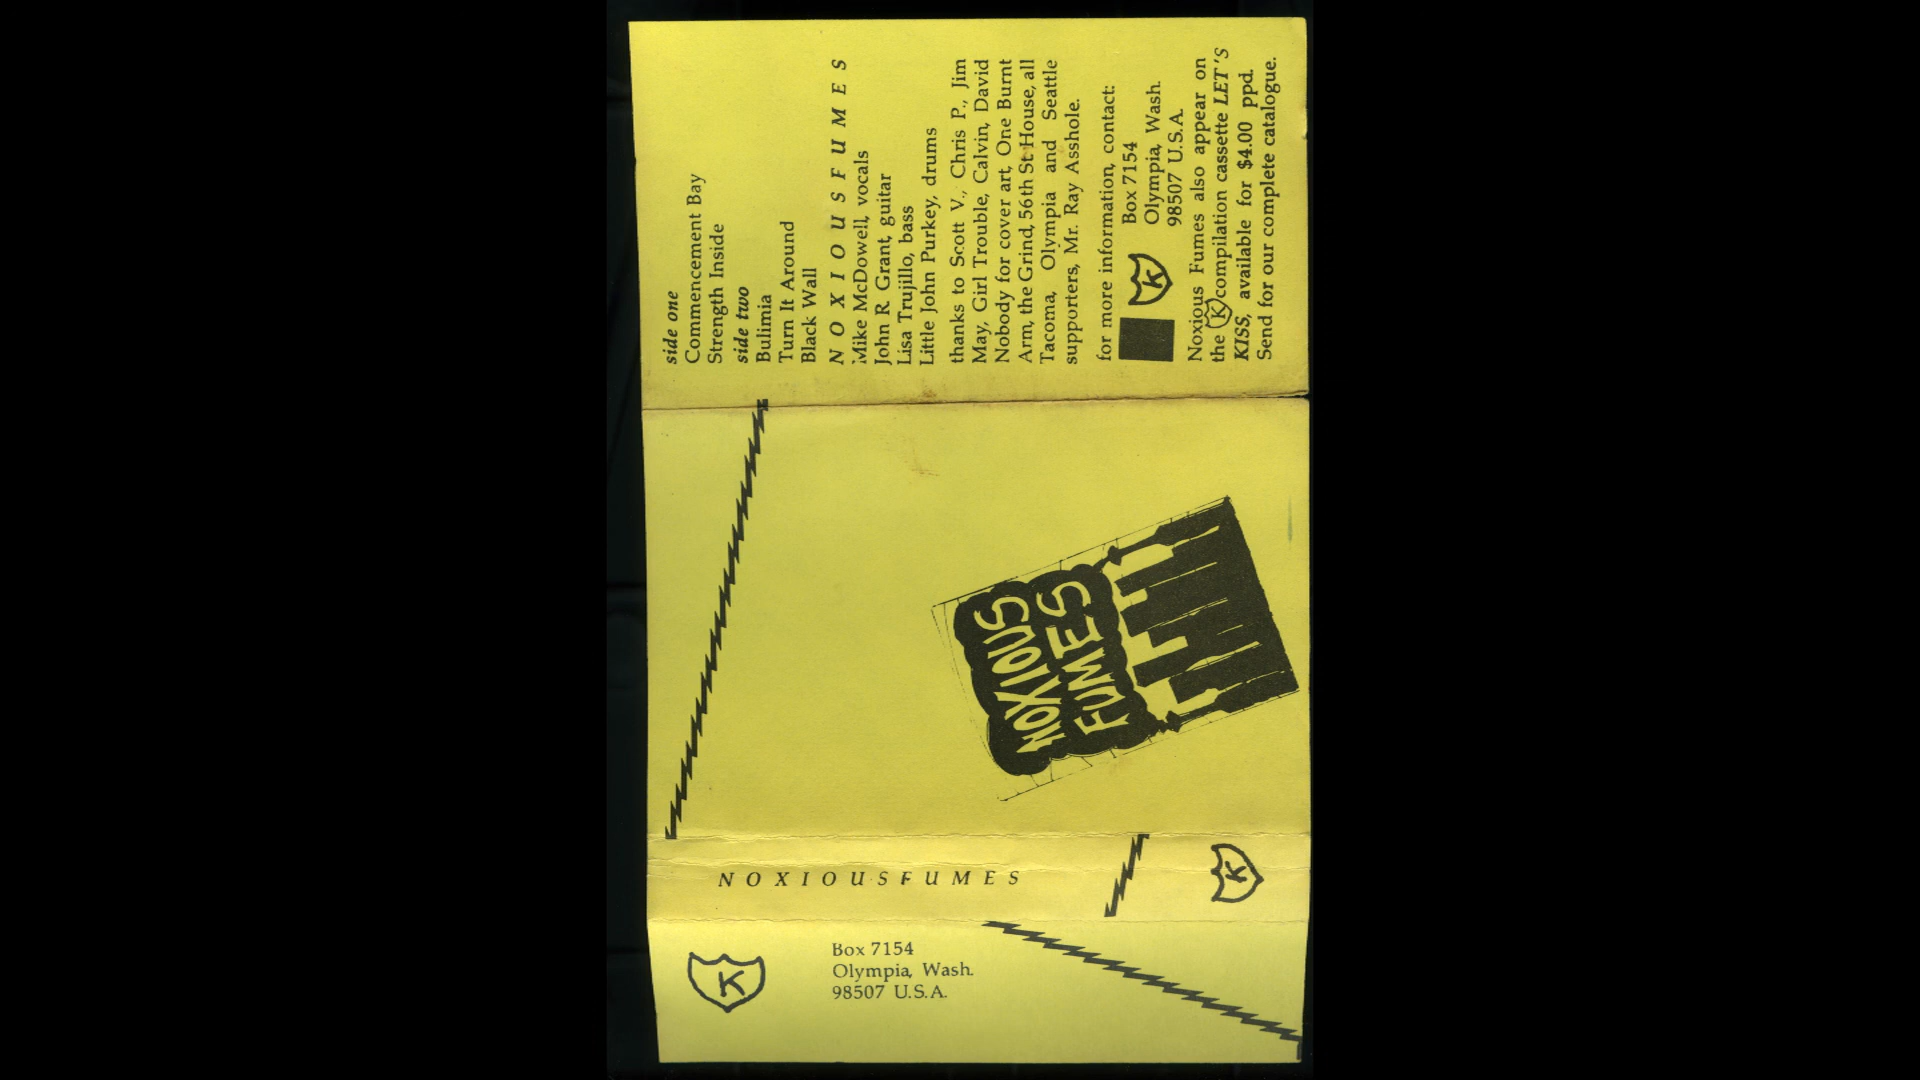 side one
Commencement Bay
Strength Inside
side two
Bulimia
Turn It Around
Black Wall
N O X I O U S F U M E S
Mike McDowell, vocals
John R Grant, guitar
Lisa Trujillo, bass
Little John Purkey, drums
thanks to Scott V., Chris P., Jim
May, Girl Trouble, Calvin, David
Nobody for cover art, One Burnt
Arm, the Grind, 56th St House, all
Tacoma, Olympia and Seattle
supporters, Mr. Ray Asshole.
for more information, contact:
K
Box 7154
Olympia, Wash.
98507 U.S.A.
Noxious Fumes also appear on
the K compilation cassette LET'S
KISS, available for $4.00 ppd.
Send for our complete catalogue.
NOXIOUS
FUMES
N O X I O U S F U M E S
K
K
Box 7154
Olympia, Wash.
98507 U.S.A.